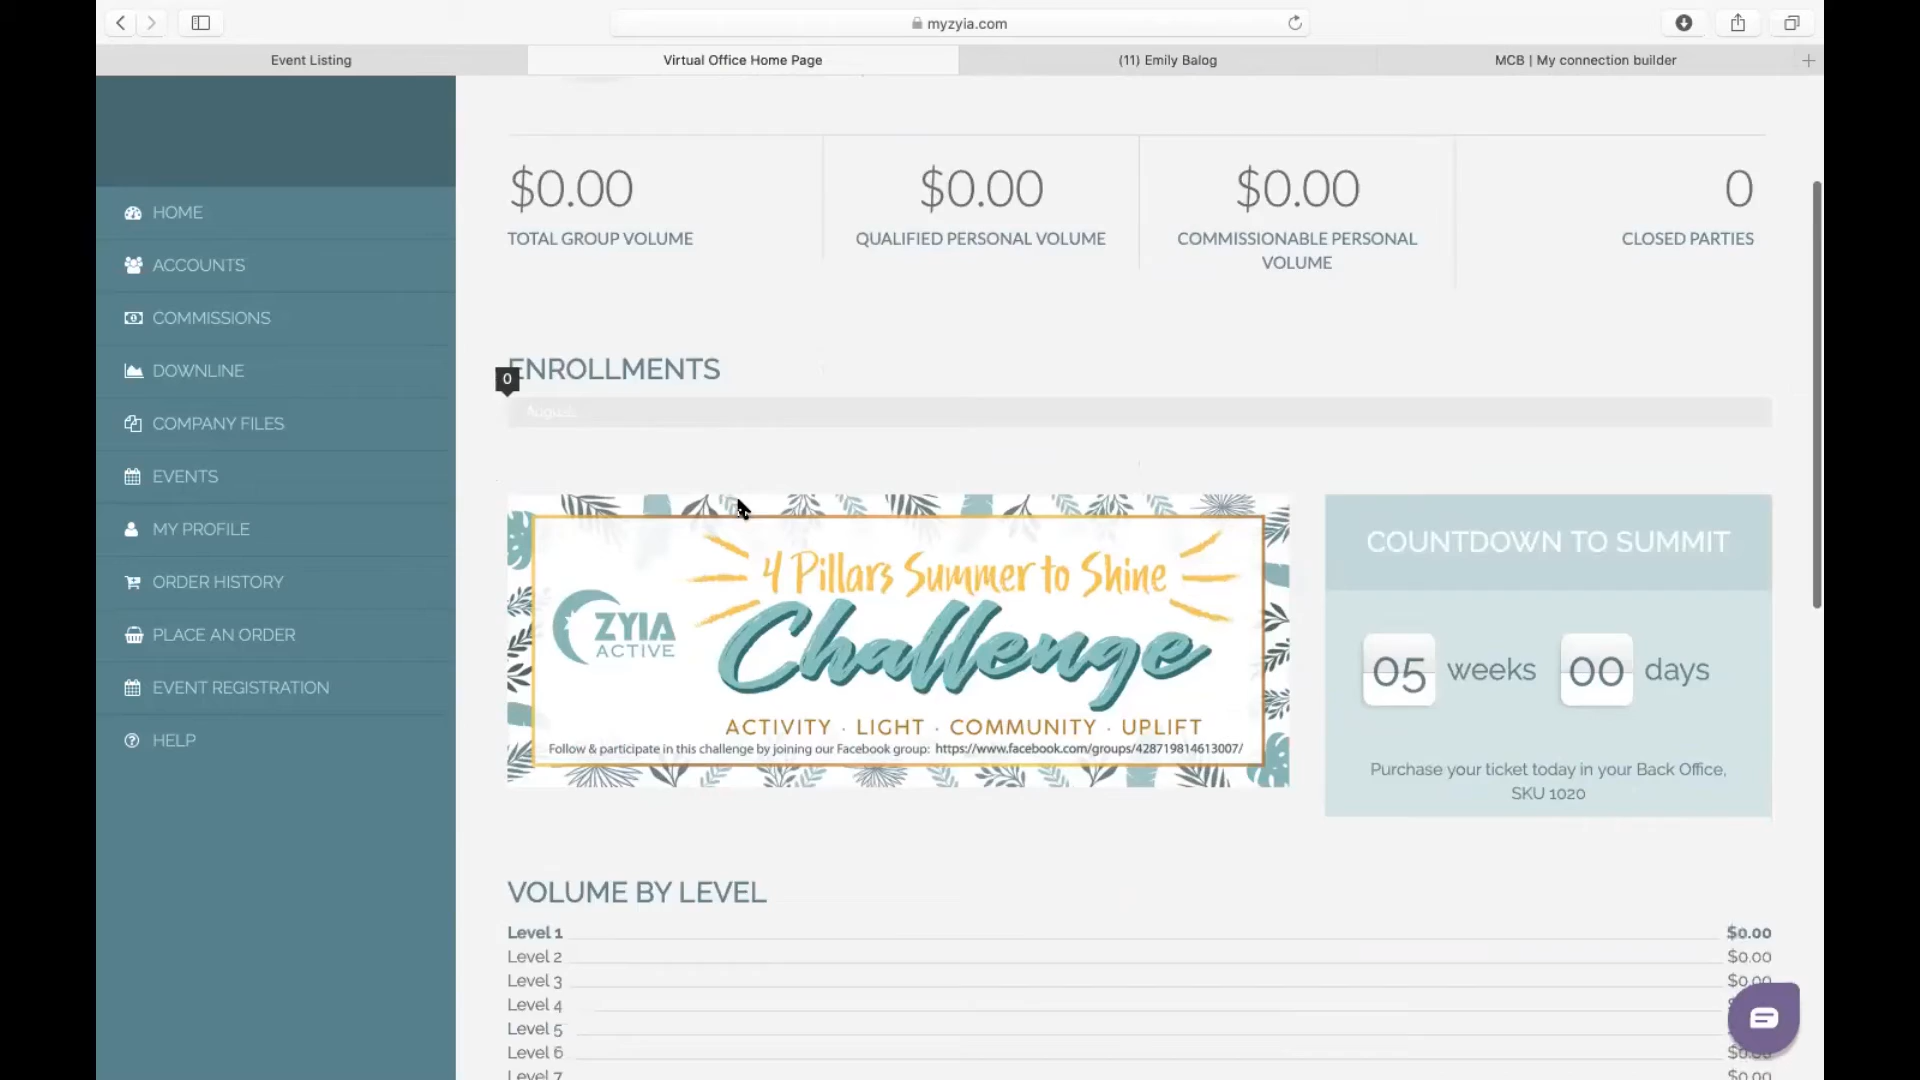 myzyia.com
Event Listing
Virtual Office Home Page
(11) Emily Balog
MCB | My connection builder
HOME
ACCOUNTS
COMMISSIONS
DOWNLINE
COMPANY FILES
EVENTS
MY PROFILE
ORDER HISTORY
PLACE AN ORDER
EVENT REGISTRATION
HELP
$0.00
TOTAL GROUP VOLUME
$0.00
QUALIFIED PERSONAL VOLUME
$0.00
COMMISSIONABLE PERSONAL
VOLUME
0
CLOSED PARTIES
ENROLLMENTS
0
August
4 Pillars Summer to Shine
Challenge
ZYIA
ACTIVE
ACTIVITY · LIGHT · COMMUNITY · UPLIFT
Follow & participate in this challenge by joining our Facebook group: https://www.facebook.com/groups/428719814613007/
COUNTDOWN TO SUMMIT
05 weeks 00 days
Purchase your ticket today in your Back Office,
SKU 1020
VOLUME BY LEVEL
Level 1 $0.00
Level 2 $0.00
Level 3 $0.00
Level 4
Level 5
Level 6
Level 7